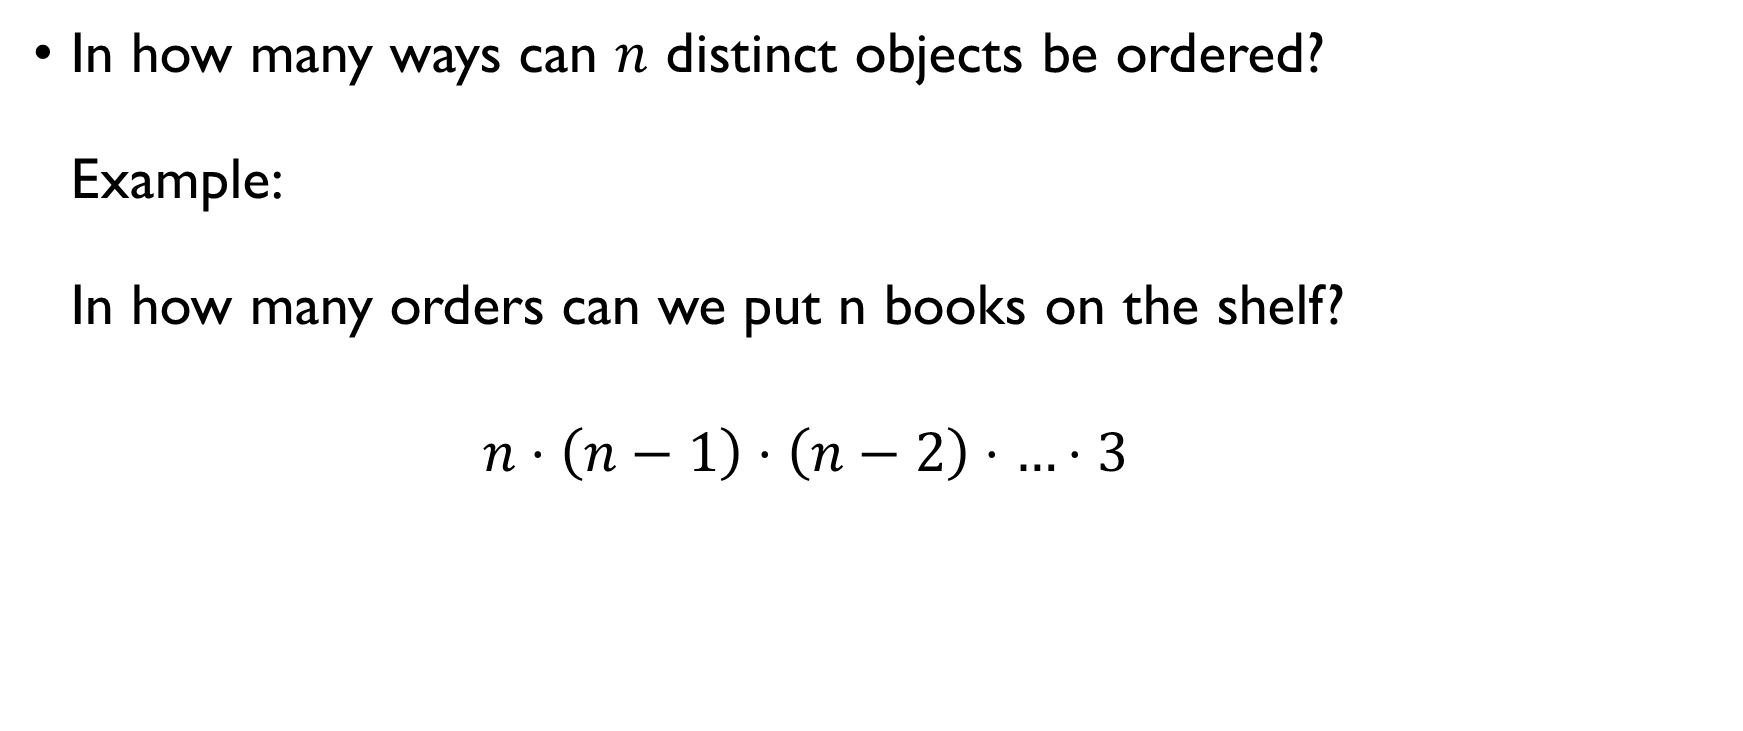 • In how many ways can n distinct objects be ordered?
Example:
In how many orders can we put n books on the shelf?
n · (n − 1) · (n − 2) · … · 3